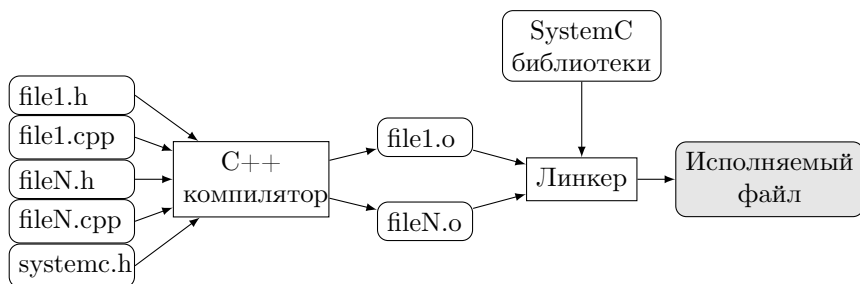 SystemC
библиотеки
file1.h
file1.cpp
fileN.h
fileN.cpp
systemc.h
C++
компилятор
file1.o
fileN.o
Линкер
Исполняемый
файл